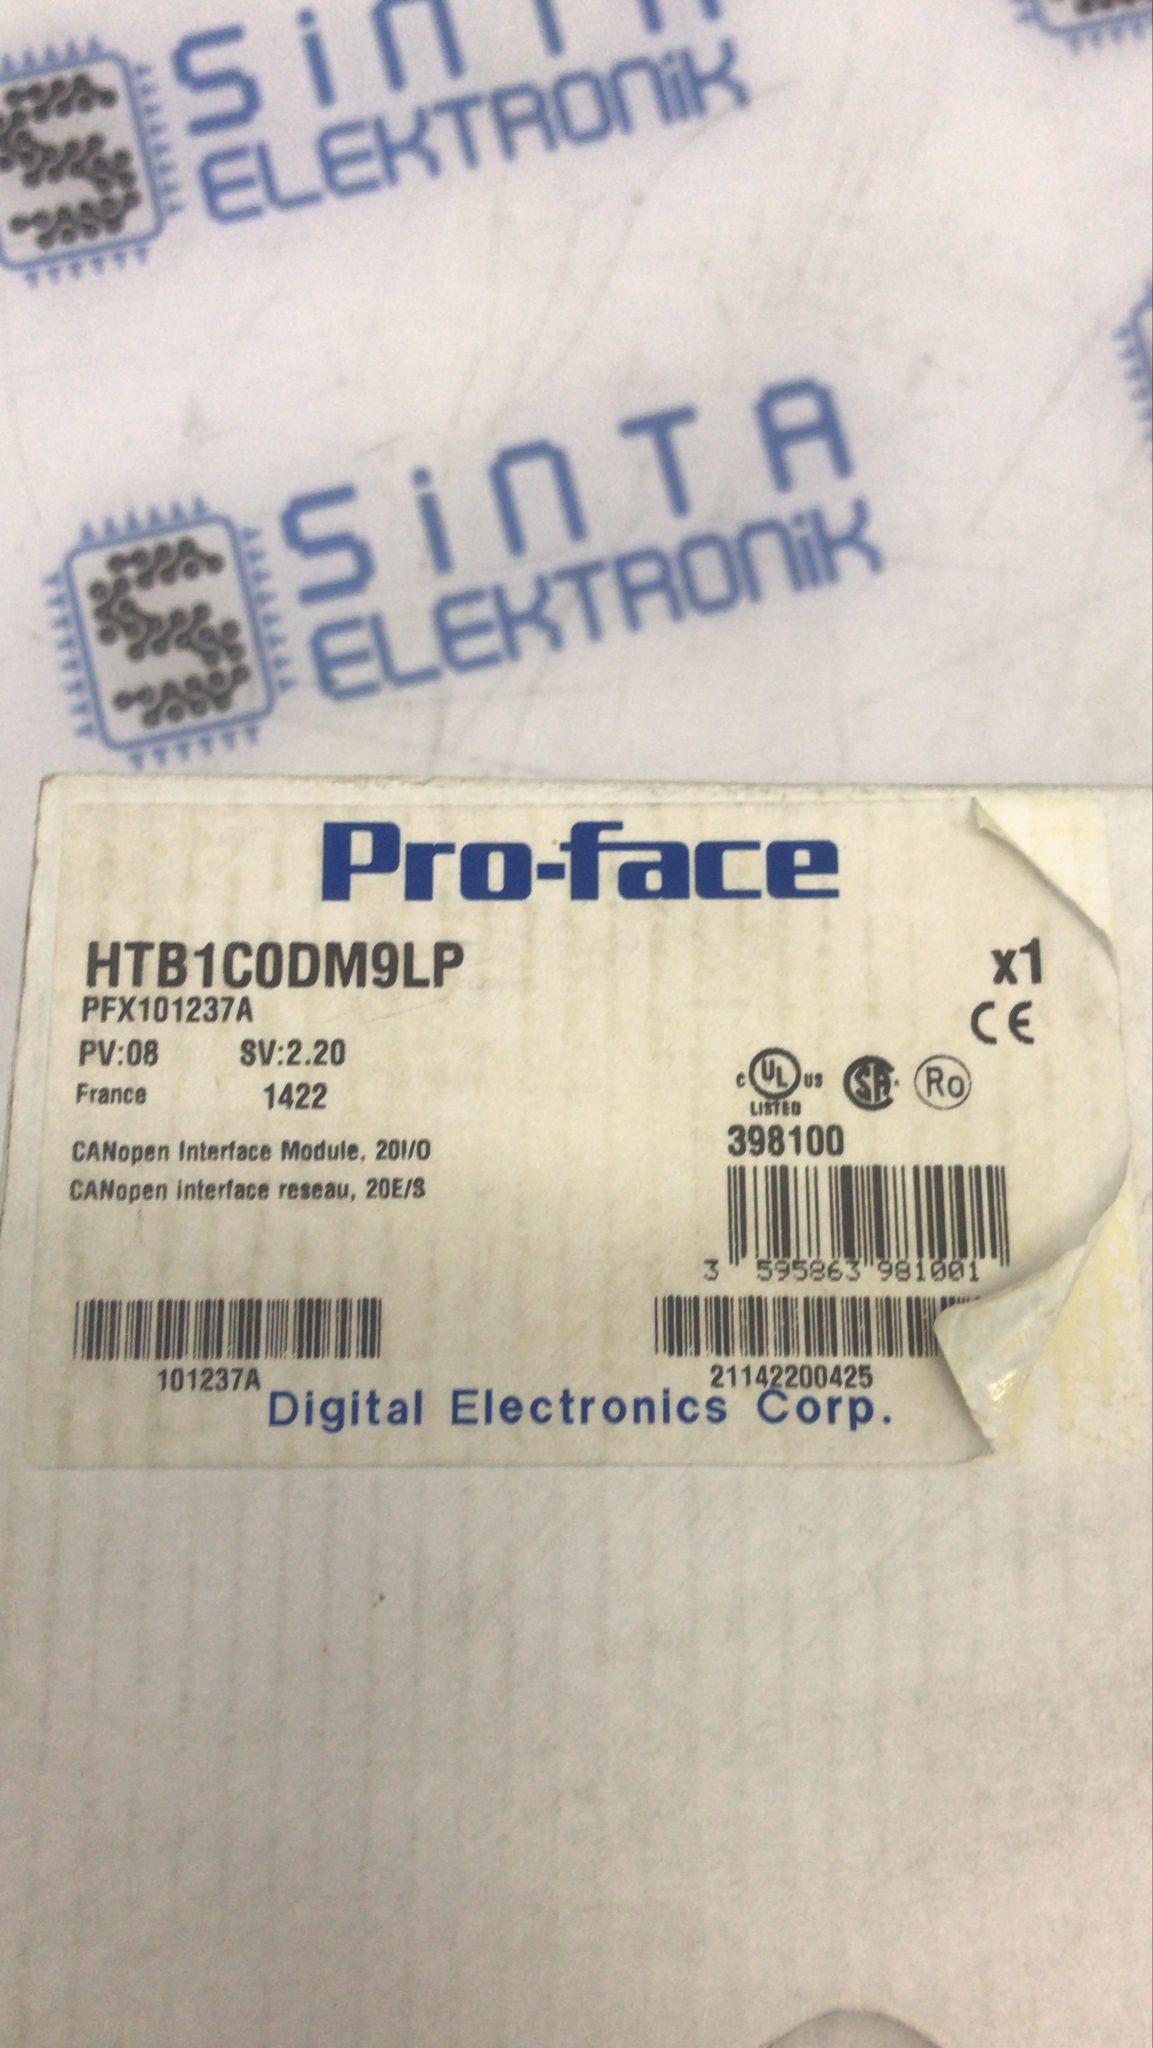 SiNTA
ELEKTRONiK
SiNTA
ELEKTRONiK
Pro-face
HTB1C0DM9LP
x1
PFX101237A
CE
PV:08 SV:2.20
France 1422
C UL US
LISTED
SA
Ro
398100
CANopen Interface Module, 20I/O
CANopen interface reseau, 20E/S
3 595863 981001
101237A
21142200425
Digital Electronics Corp.